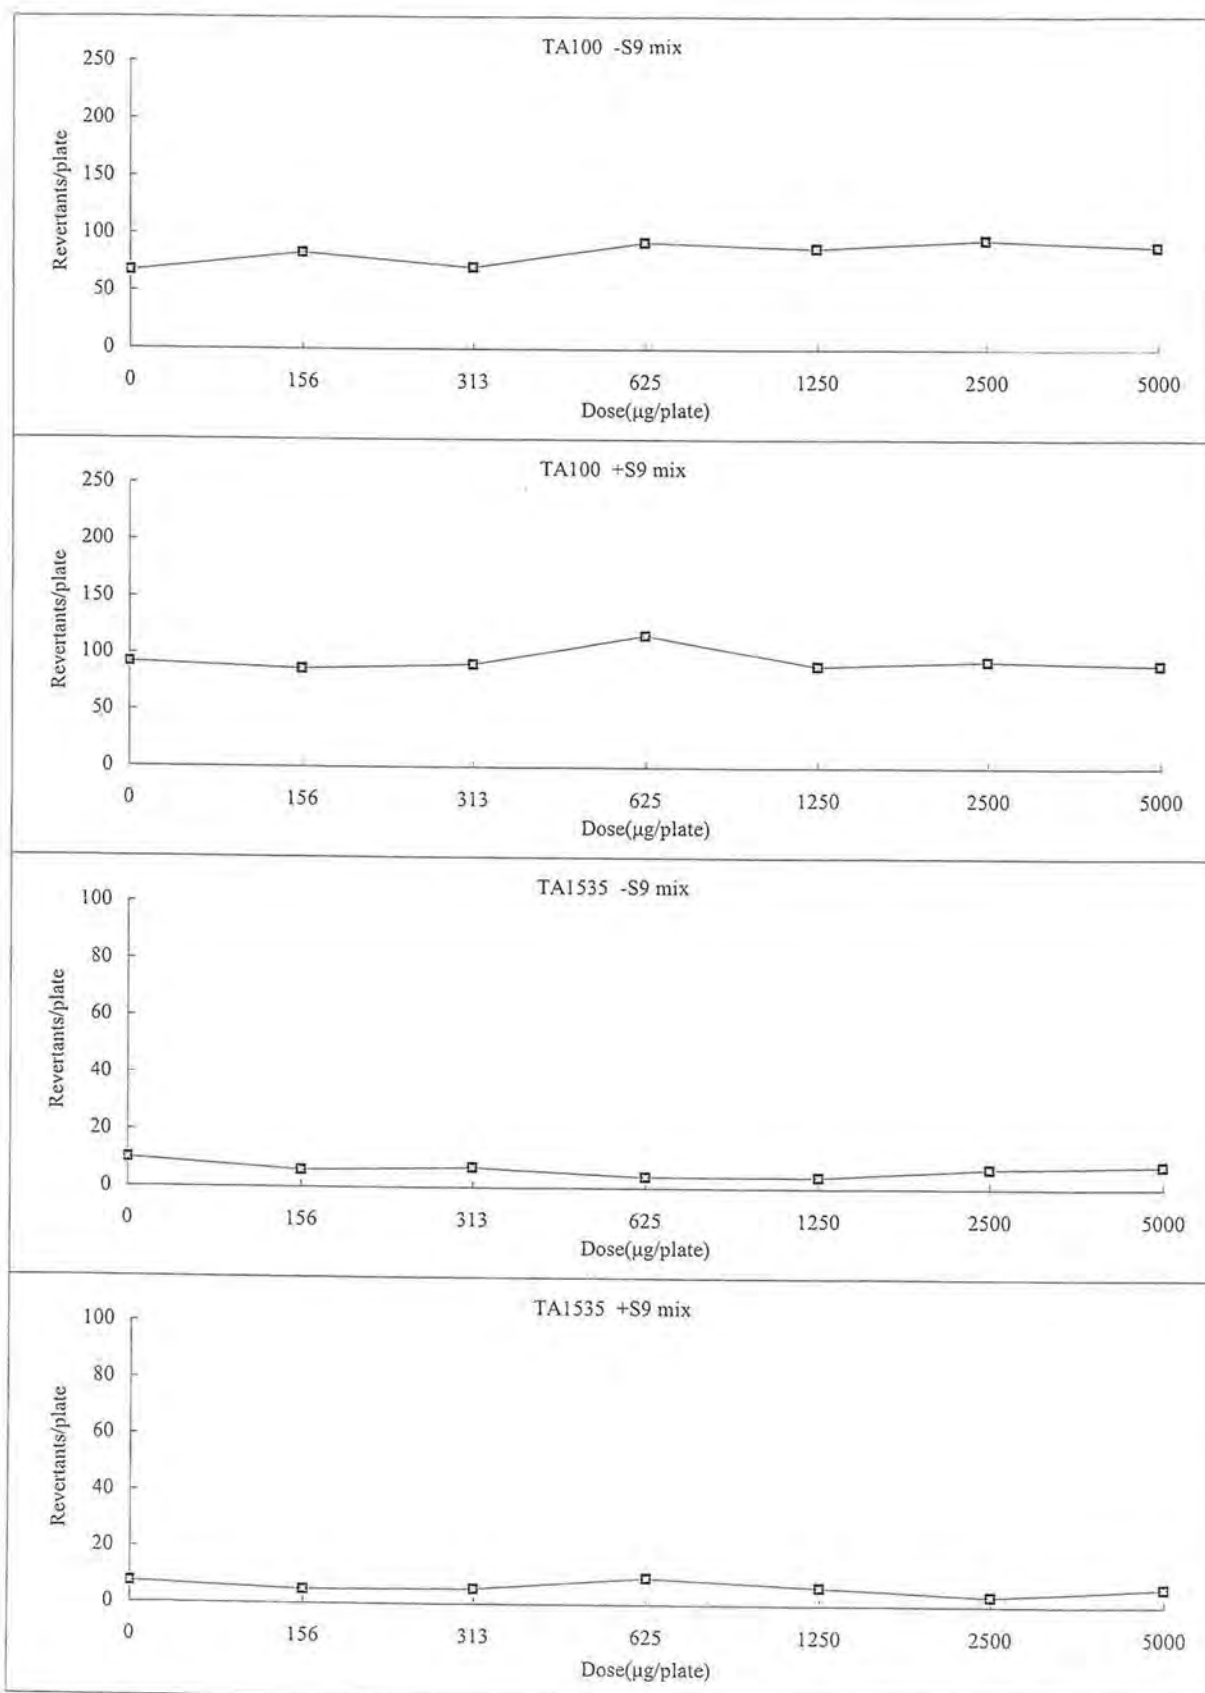 TA100 -S9 mix
250
200
150
100
50
0
Revertants/plate
0 156 313 625 1250 2500 5000
Dose(μg/plate)
TA100 +S9 mix
250
200
150
100
50
0
Revertants/plate
0 156 313 625 1250 2500 5000
Dose(μg/plate)
TA1535 -S9 mix
100
80
60
40
20
0
Revertants/plate
0 156 313 625 1250 2500 5000
Dose(μg/plate)
TA1535 +S9 mix
100
80
60
40
20
0
Revertants/plate
0 156 313 625 1250 2500 5000
Dose(μg/plate)